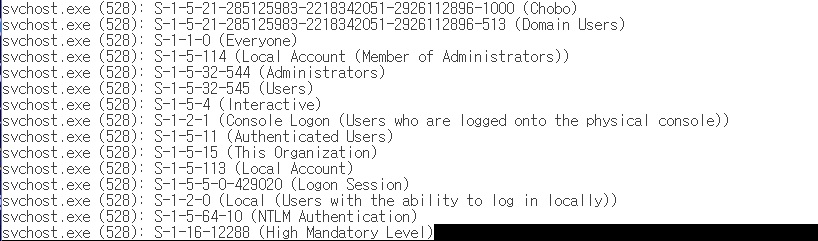 svchost.exe (528): S-1-5-21-285125983-2218342051-2926112896-1000 (Chobo)
svchost.exe (528): S-1-5-21-285125983-2218342051-2926112896-513 (Domain Users)
svchost.exe (528): S-1-1-0 (Everyone)
svchost.exe (528): S-1-5-114 (Local Account (Member of Administrators))
svchost.exe (528): S-1-5-32-544 (Administrators)
svchost.exe (528): S-1-5-32-545 (Users)
svchost.exe (528): S-1-5-4 (Interactive)
svchost.exe (528): S-1-2-1 (Console Logon (Users who are logged onto the physical console))
svchost.exe (528): S-1-5-11 (Authenticated Users)
svchost.exe (528): S-1-5-15 (This Organization)
svchost.exe (528): S-1-5-113 (Local Account)
svchost.exe (528): S-1-5-5-0-429020 (Logon Session)
svchost.exe (528): S-1-2-0 (Local (Users with the ability to log in locally))
svchost.exe (528): S-1-5-64-10 (NTLM Authentication)
svchost.exe (528): S-1-16-12288 (High Mandatory Level)